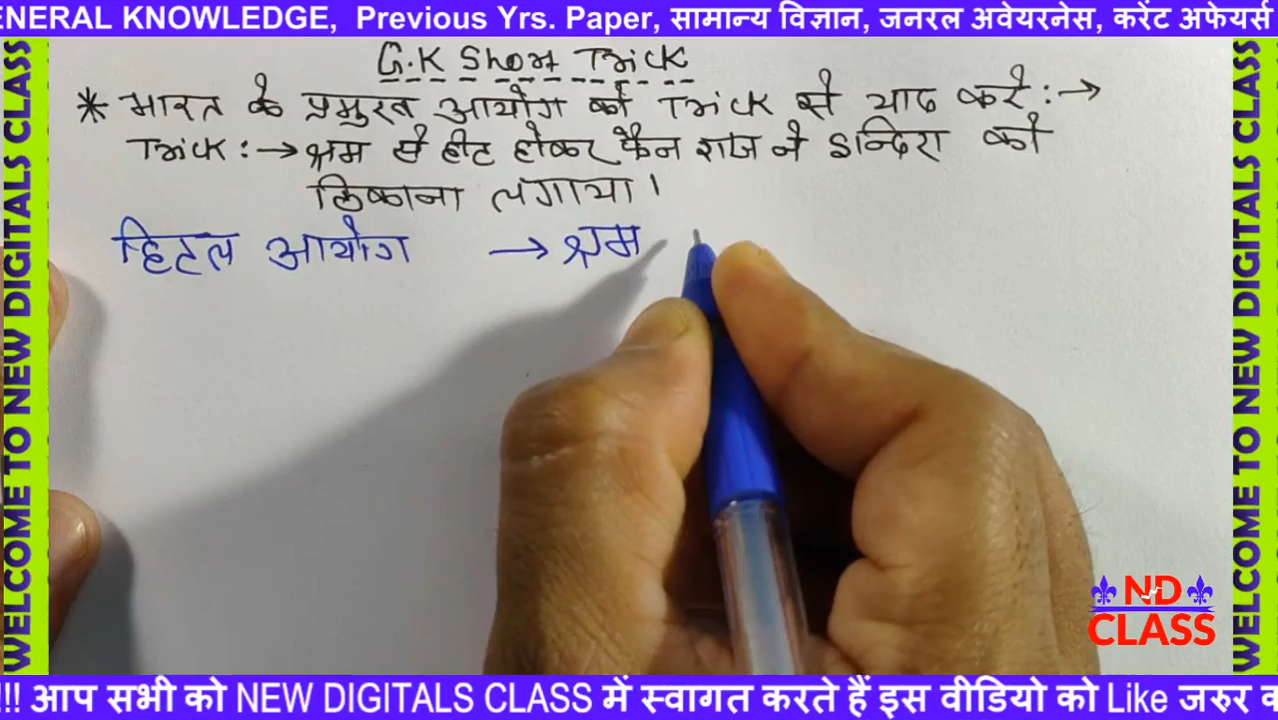 ENERAL KNOWLEDGE, Previous Yrs. Paper, सामान्य विज्ञान, जनरल अवेयरनेस, करेंट अफेयर्स
G.K Short Trick
* भारत के प्रमुख आयोग को Trick से याद करे :→
Trick :→ श्रम से हीट होकर फैन राज ने इन्दिरा को
ठिकाना लगाया।
हिटले आयोग → श्रम
WELCOME TO NEW DIGITALS CLASS
WELCOME TO NEW DIGITALS CLASS
ND
CLASS
!!! आप सभी को NEW DIGITALS CLASS में स्वागत करते हैं इस वीडियो को Like जरुर क